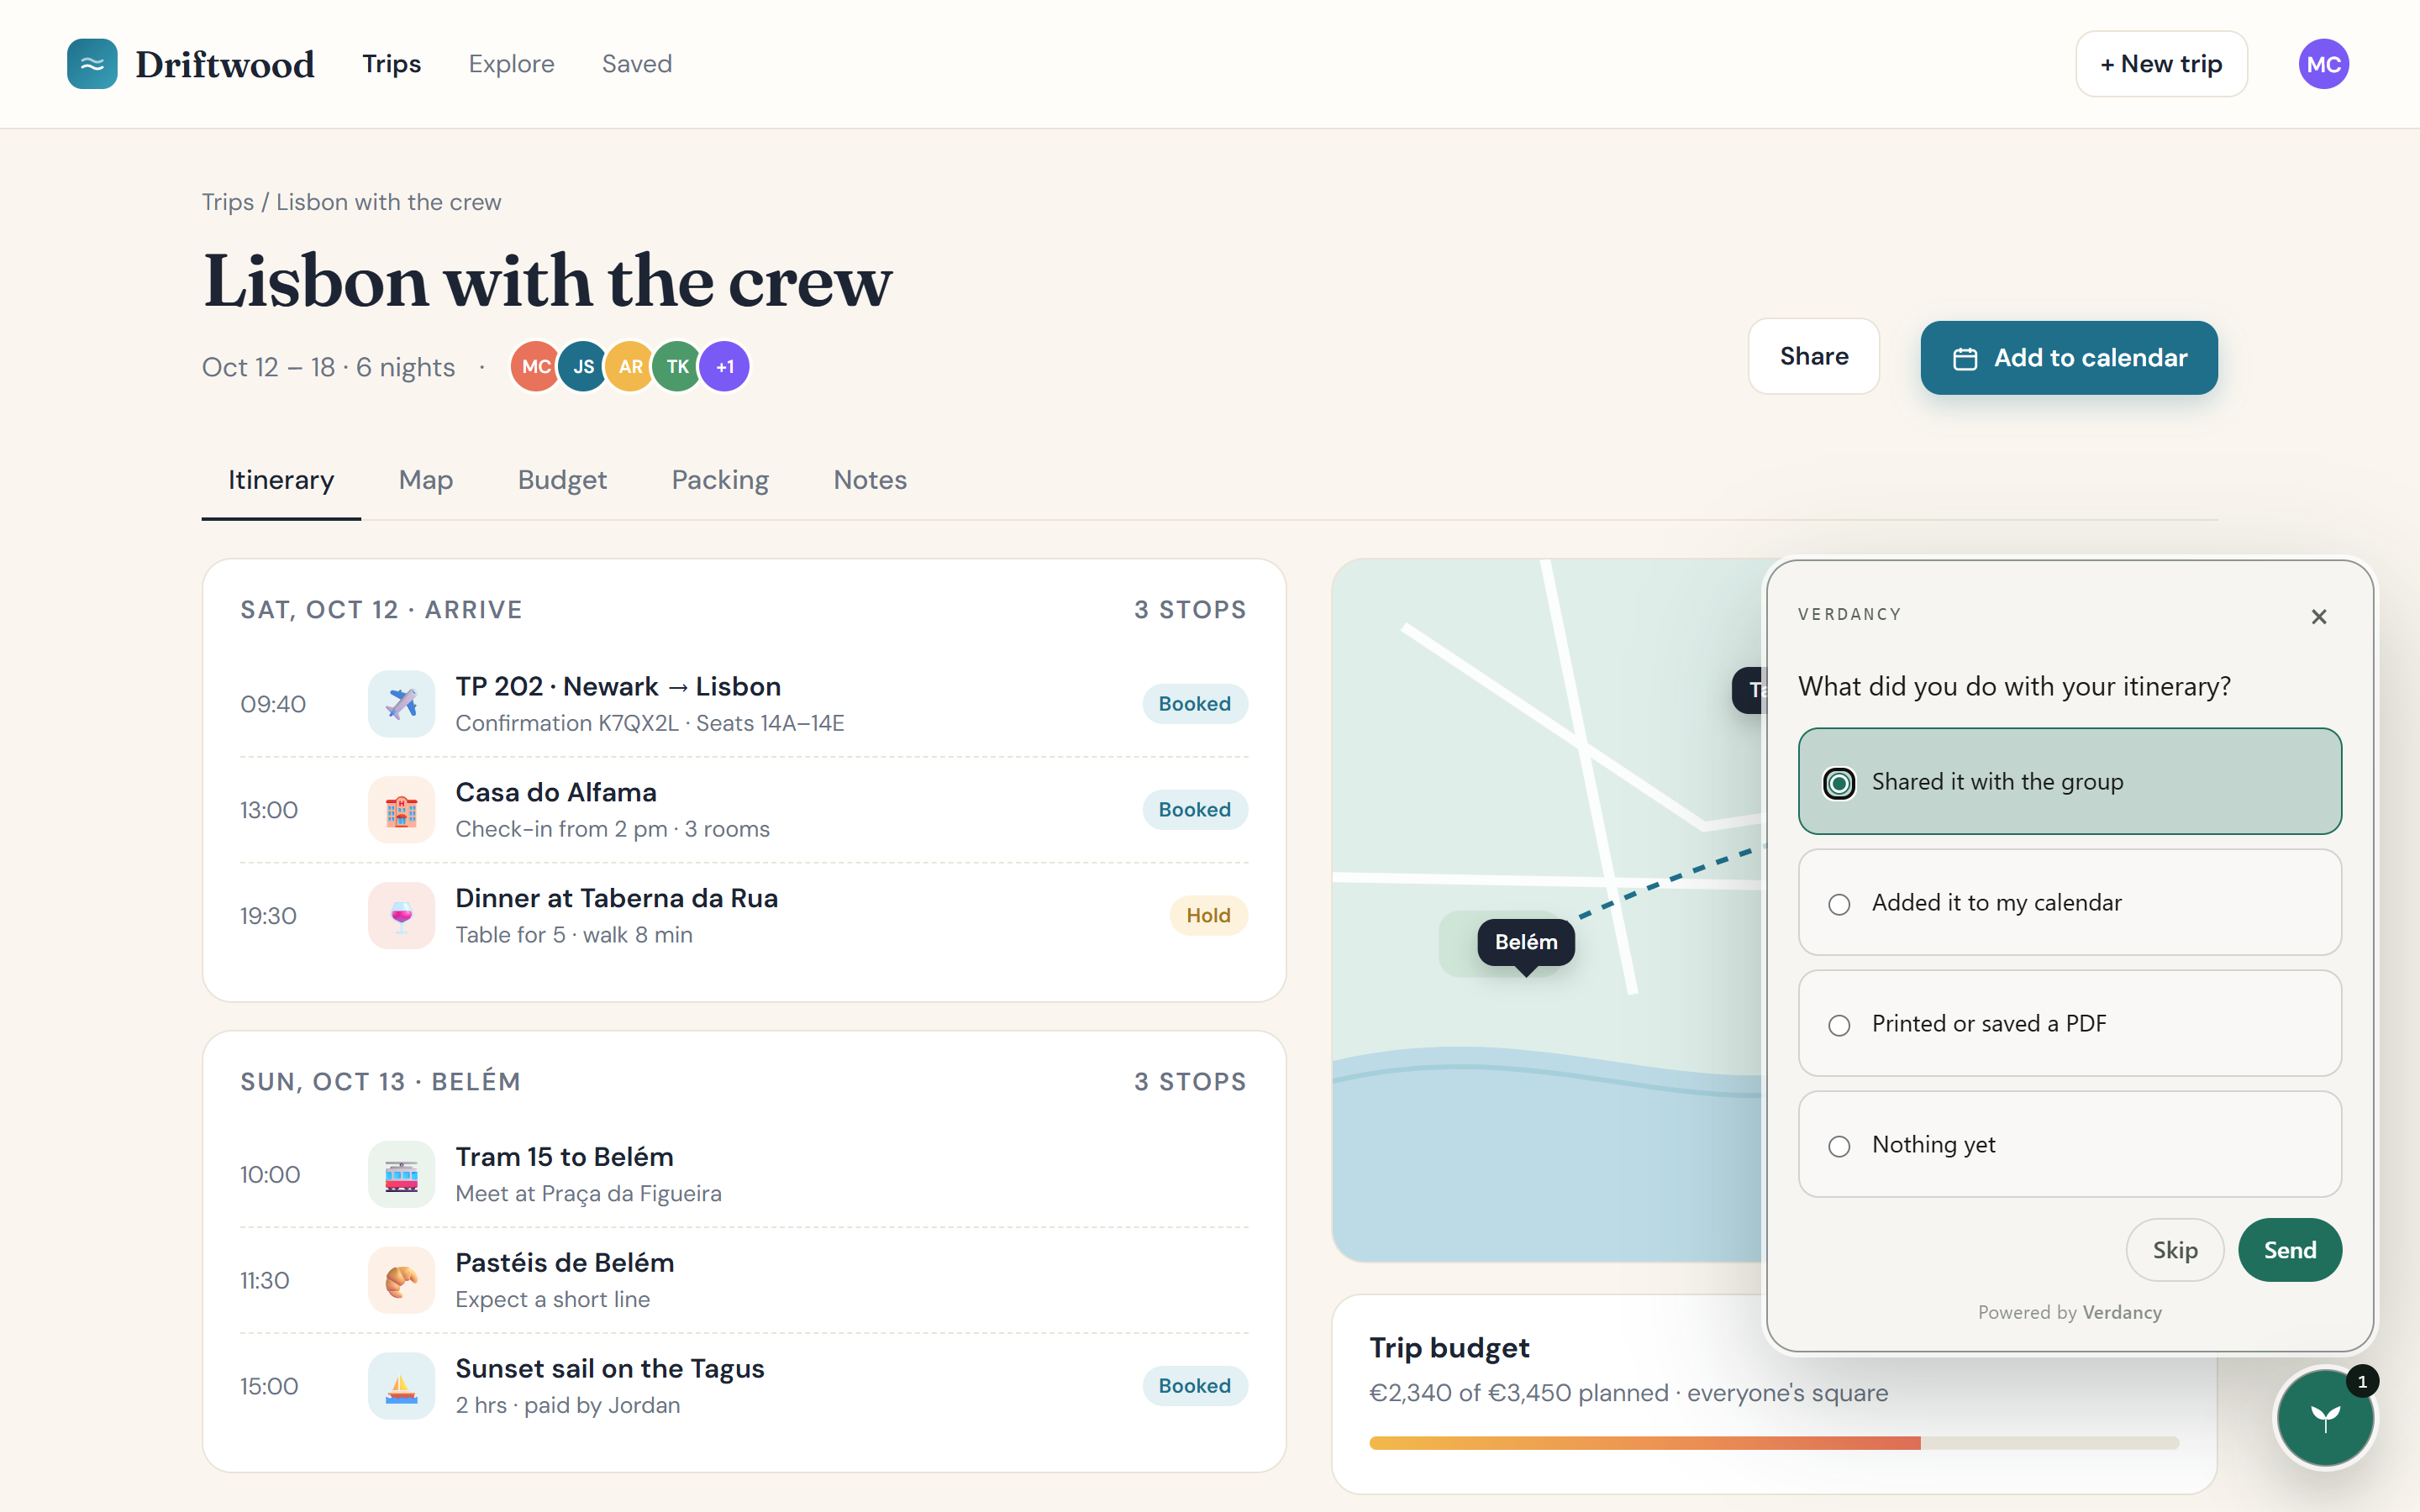 Driftwood
Trips
Explore
Saved
+ New trip
MC
Trips / Lisbon with the crew
Lisbon with the crew
Oct 12 – 18 · 6 nights ·
MC
JS
AR
TK
+1
Share
Add to calendar
Itinerary
Map
Budget
Packing
Notes
SAT, OCT 12 · ARRIVE
3 STOPS
09:40
TP 202 · Newark → Lisbon
Confirmation K7QX2L · Seats 14A–14E
Booked
13:00
Casa do Alfama
Check-in from 2 pm · 3 rooms
Booked
19:30
Dinner at Taberna da Rua
Table for 5 · walk 8 min
Hold
SUN, OCT 13 · BELÉM
3 STOPS
10:00
Tram 15 to Belém
Meet at Praça da Figueira
11:30
Pastéis de Belém
Expect a short line
15:00
Sunset sail on the Tagus
2 hrs · paid by Jordan
Booked
Belém
Trip budget
€2,340 of €3,450 planned · everyone's square
VERDANCY
×
What did you do with your itinerary?
Shared it with the group
Added it to my calendar
Printed or saved a PDF
Nothing yet
Skip
Send
Powered by Verdancy
1